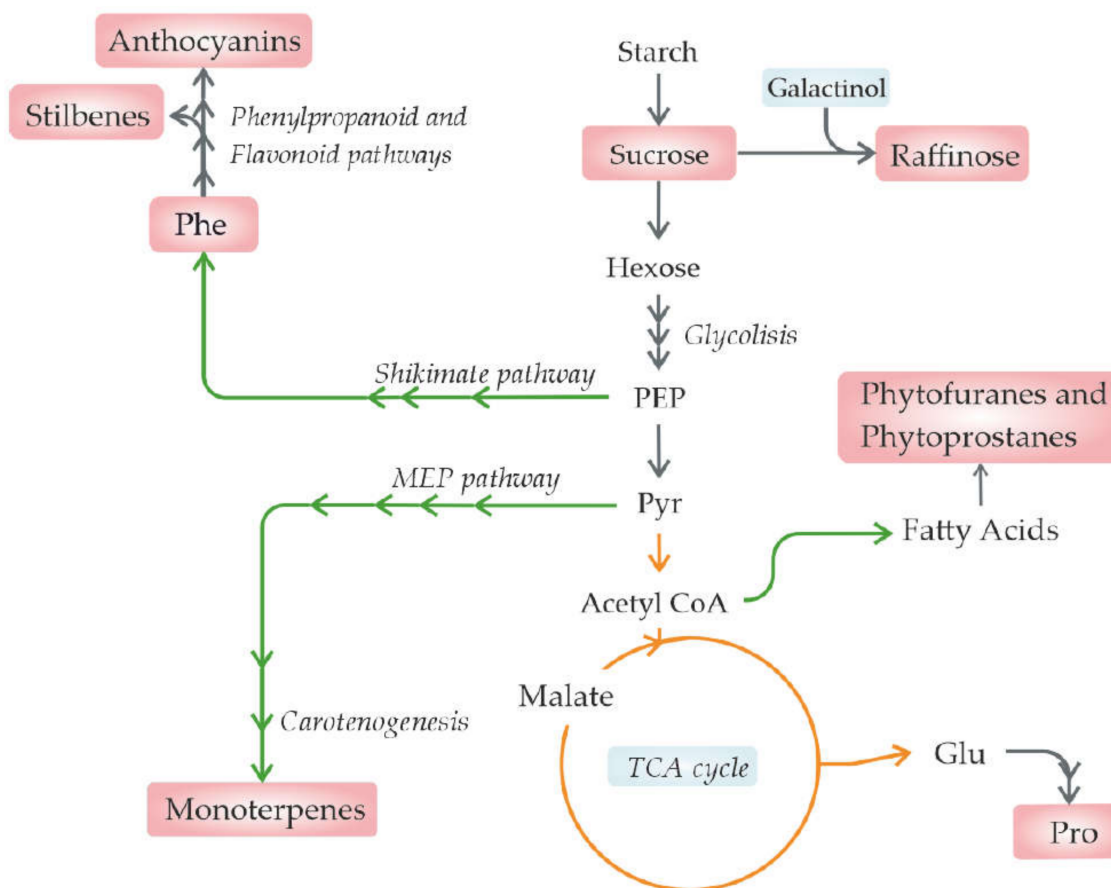 Anthocyanins
Stilbenes
Phenylpropanoid and
Flavonoid pathways
Phe
Starch
Galactinol
Sucrose
Raffinose
Hexose
Glycolisis
Shikimate pathway
PEP
Phytofuranes and
Phytoprostanes
MEP pathway
Pyr
Fatty Acids
Acetyl CoA
Malate
Carotenogenesis
TCA cycle
Glu
Monoterpenes
Pro